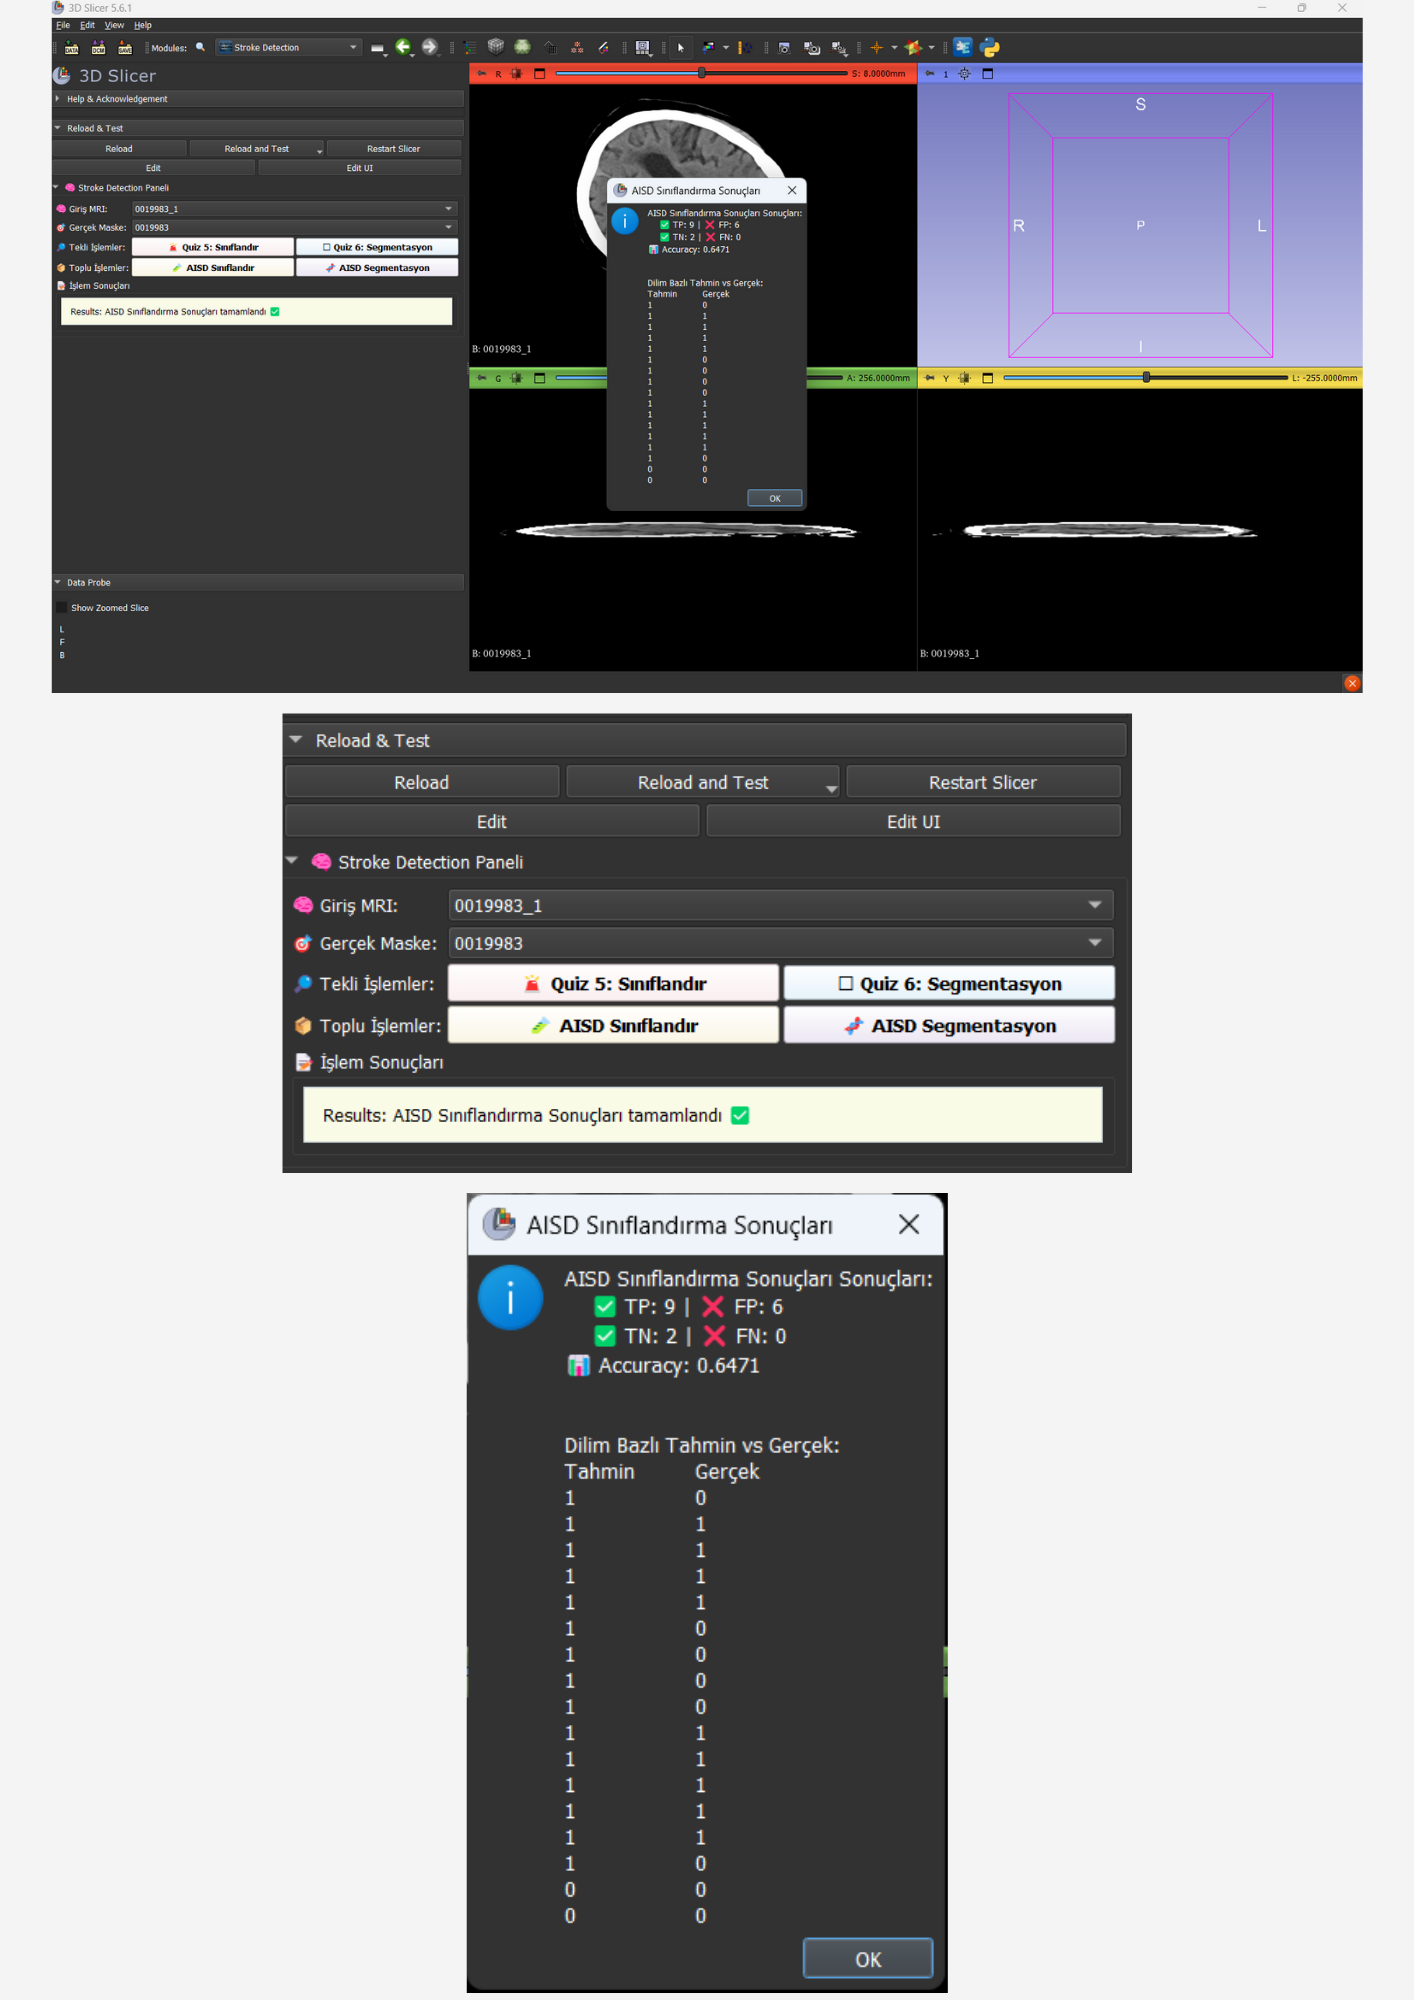 3D Slicer 5.6.1
File Edit View Help
DATA DCM SAVE Modules: Stroke Detection
3D Slicer
Help & Acknowledgement
Reload & Test
Reload Reload and Test Restart Slicer
Edit Edit UI
Stroke Detection Paneli
Giriş MRI: 0019983_1
Gerçek Maske: 0019983
Tekli İşlemler: Quiz 5: Sınıflandır Quiz 6: Segmentasyon
Toplu İşlemler: AISD Sınıflandır AISD Segmentasyon
İşlem Sonuçları
Results: AISD Sınıflandırma Sonuçları tamamlandı ✅
Data Probe
Show Zoomed Slice
L
F
B
R S: 8.0000mm
B: 0019983_1
1
S
R P L
I
G A: 256.0000mm
B: 0019983_1
Y L: -255.0000mm
B: 0019983_1
AISD Sınıflandırma Sonuçları
AISD Sınıflandırma Sonuçları Sonuçları:
✅ TP: 9 | ❌ FP: 6
✅ TN: 2 | ❌ FN: 0
Accuracy: 0.6471
Dilim Bazlı Tahmin vs Gerçek:
Tahmin Gerçek
1 0
1 1
1 1
1 1
1 1
1 0
1 0
1 0
1 0
1 1
1 1
1 1
1 1
1 1
1 0
0 0
0 0
OK
Reload & Test
Reload Reload and Test Restart Slicer
Edit Edit UI
Stroke Detection Paneli
Giriş MRI: 0019983_1
Gerçek Maske: 0019983
Tekli İşlemler: Quiz 5: Sınıflandır Quiz 6: Segmentasyon
Toplu İşlemler: AISD Sınıflandır AISD Segmentasyon
İşlem Sonuçları
Results: AISD Sınıflandırma Sonuçları tamamlandı ✅
AISD Sınıflandırma Sonuçları
AISD Sınıflandırma Sonuçları Sonuçları:
✅ TP: 9 | ❌ FP: 6
✅ TN: 2 | ❌ FN: 0
Accuracy: 0.6471
Dilim Bazlı Tahmin vs Gerçek:
Tahmin Gerçek
1 0
1 1
1 1
1 1
1 1
1 0
1 0
1 0
1 0
1 1
1 1
1 1
1 1
1 1
1 0
0 0
0 0
OK